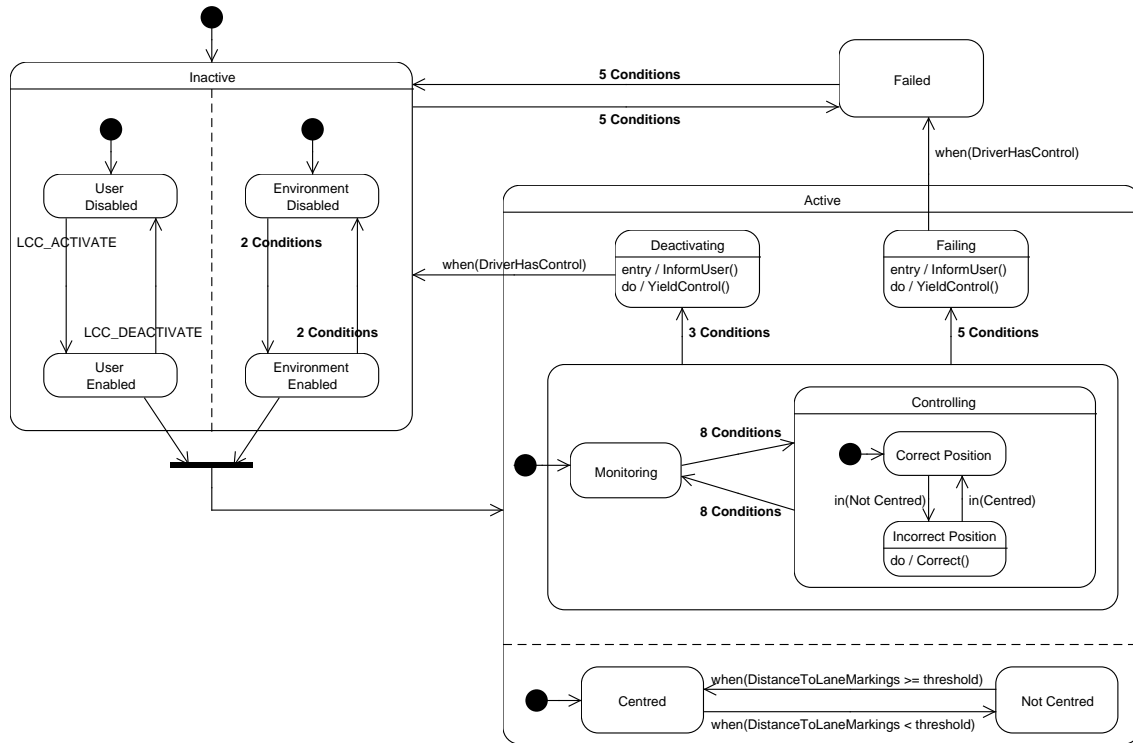 Inactive
5 Conditions
Failed
5 Conditions
when(DriverHasControl)
User
Disabled
Environment
Disabled
Active
LCC_ACTIVATE
2 Conditions
Deactivating
entry / InformUser()
do / YieldControl()
Failing
entry / InformUser()
do / YieldControl()
when(DriverHasControl)
LCC_DEACTIVATE
2 Conditions
3 Conditions
5 Conditions
User
Enabled
Environment
Enabled
Controlling
8 Conditions
Monitoring
Correct Position
8 Conditions
in(Not Centred)
in(Centred)
Incorrect Position
do / Correct()
when(DistanceToLaneMarkings >= threshold)
Centred
Not Centred
when(DistanceToLaneMarkings < threshold)